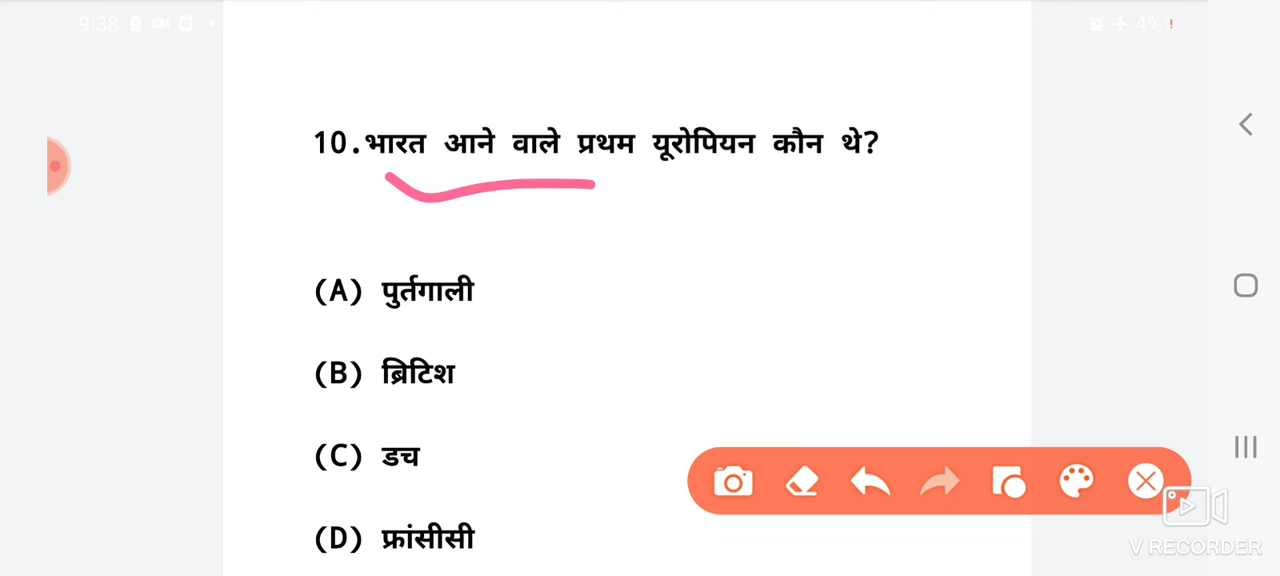 9:38
4%
10.भारत आने वाले प्रथम यूरोपियन कौन थे?
(A) पुर्तगाली
(B) ब्रिटिश
(C) डच
(D) फ्रांसीसी
V RECORDER